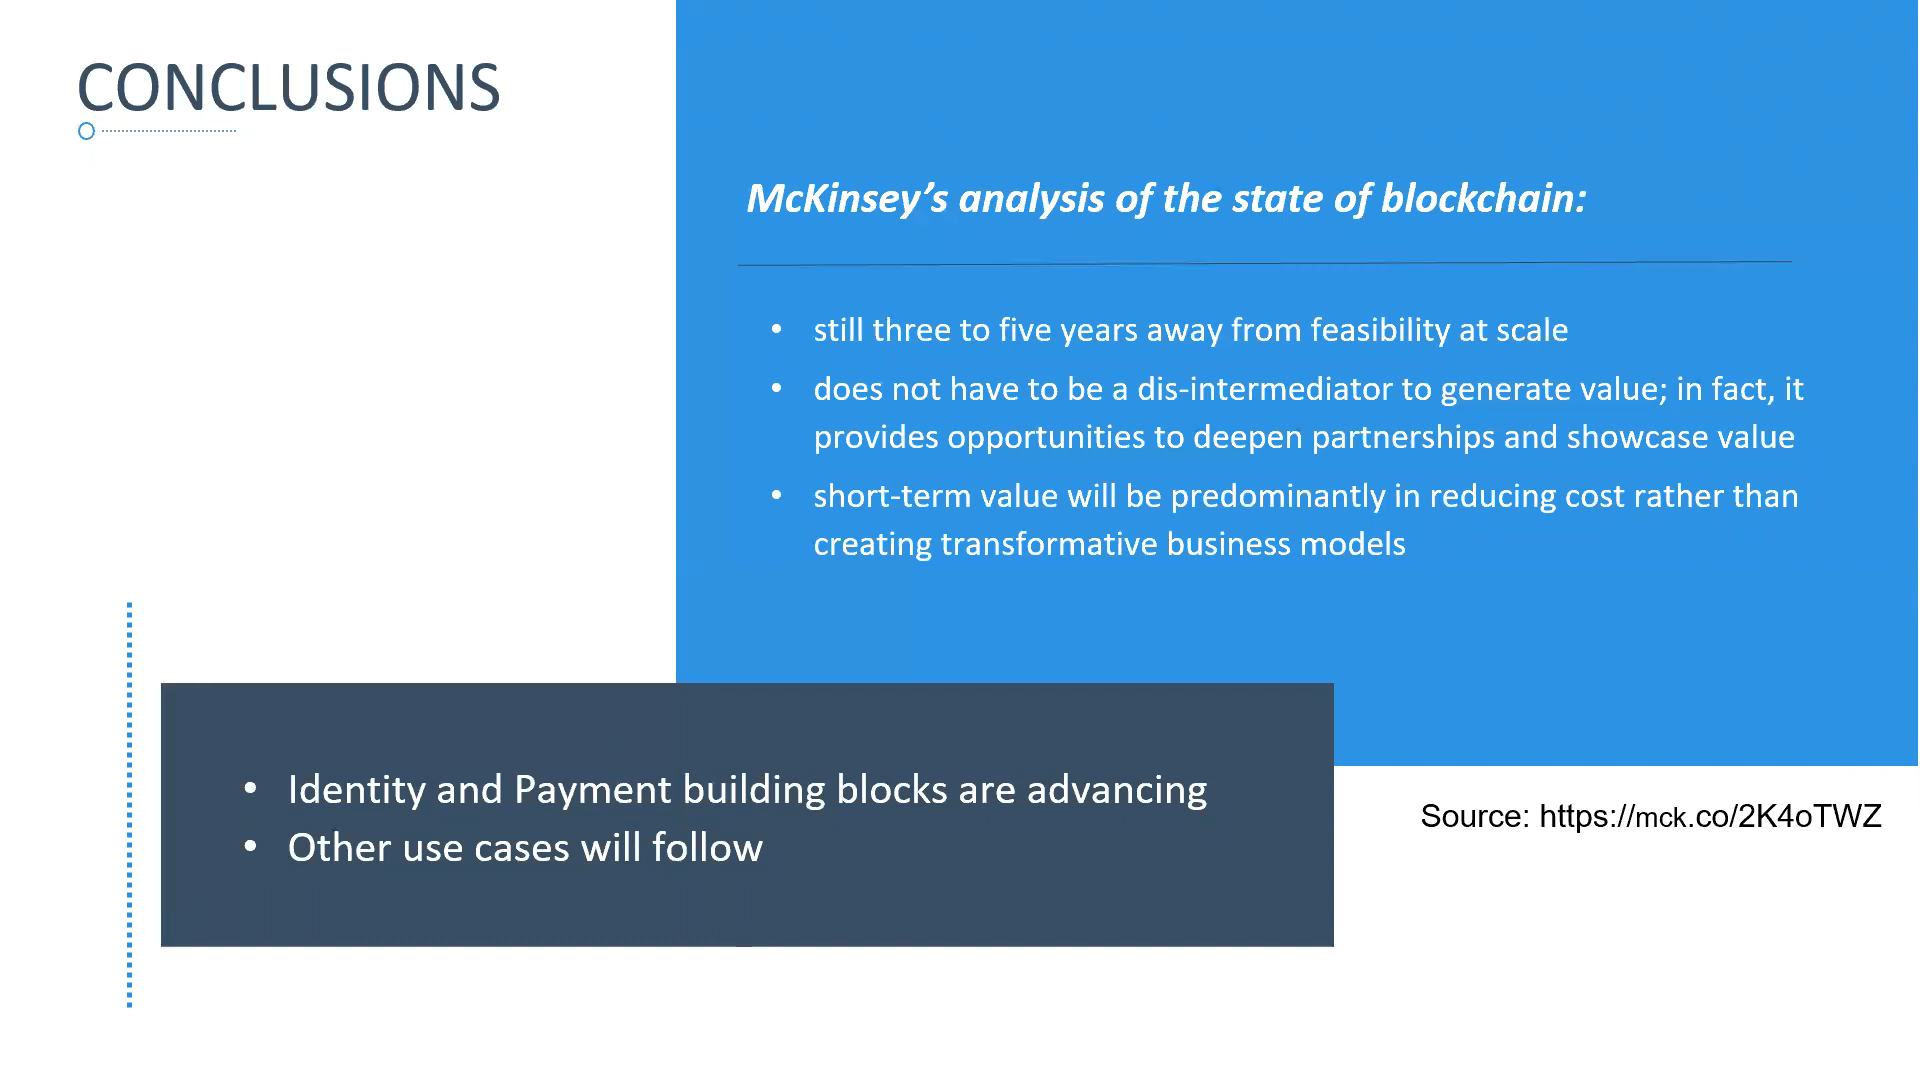 CONCLUSIONS
McKinsey’s analysis of the state of blockchain:
• still three to five years away from feasibility at scale
• does not have to be a dis-intermediator to generate value; in fact, it
provides opportunities to deepen partnerships and showcase value
• short-term value will be predominantly in reducing cost rather than
creating transformative business models
• Identity and Payment building blocks are advancing
• Other use cases will follow
Source: https://mck.co/2K4oTWZ